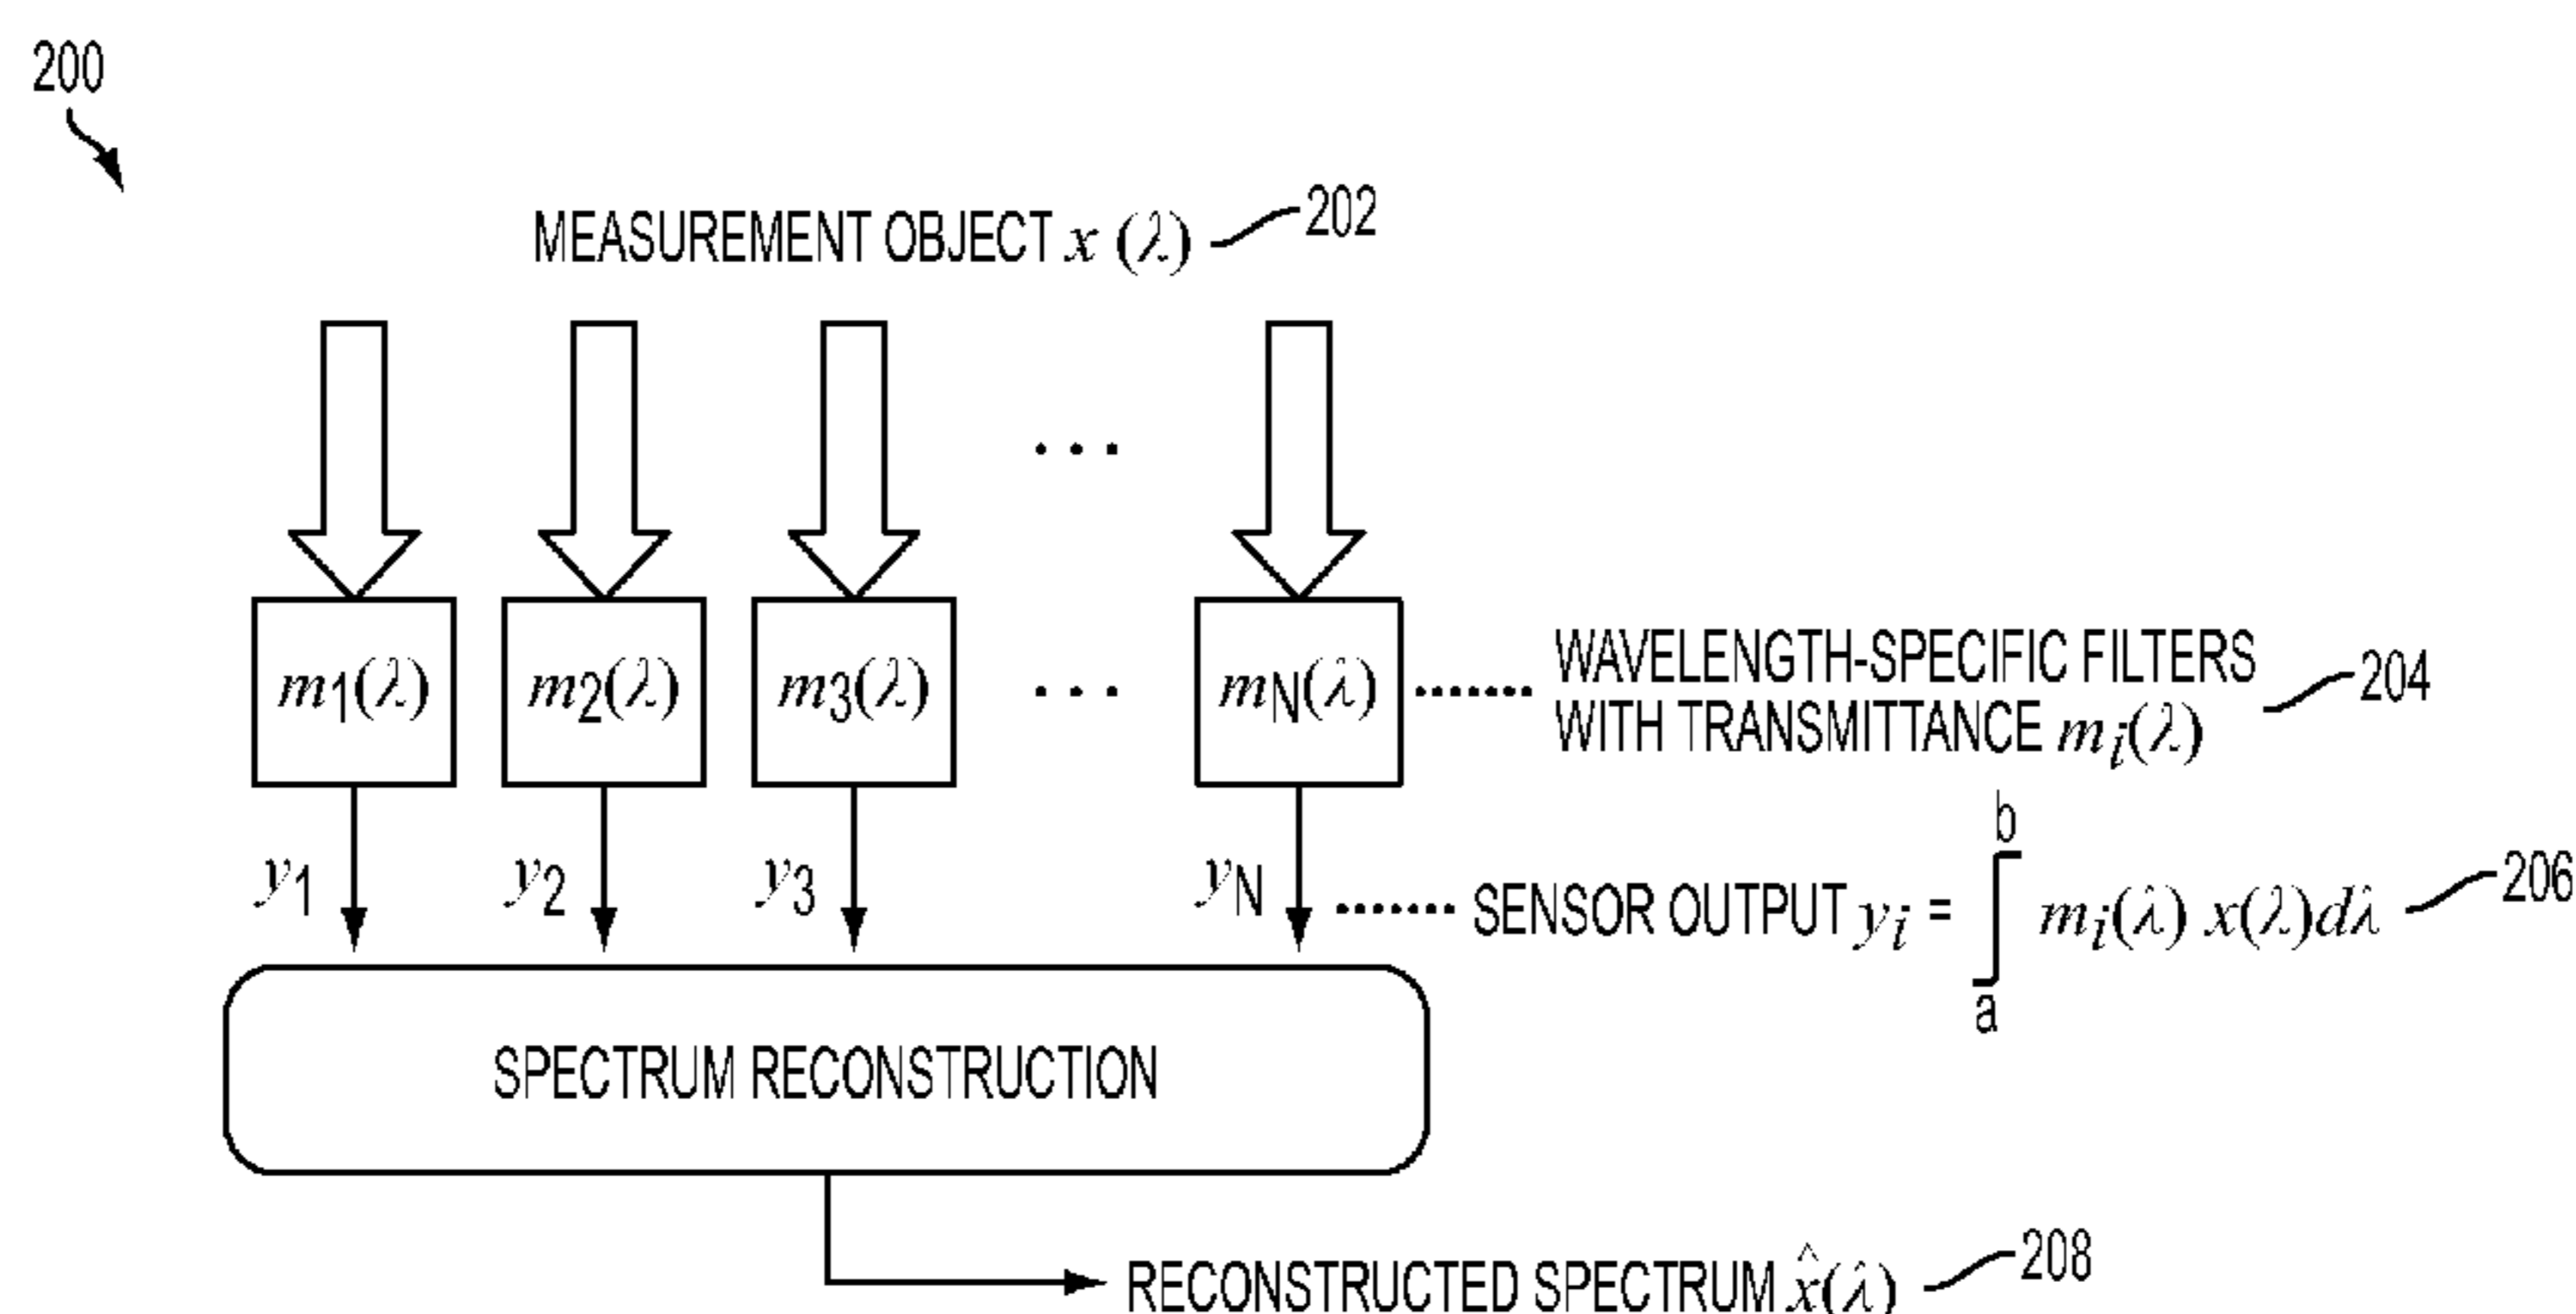 200
MEASUREMENT OBJECT x (λ) 202
· · ·
m1(λ) m2(λ) m3(λ) · · · mN(λ) ······· WAVELENGTH-SPECIFIC FILTERS
WITH TRANSMITTANCE mi(λ) 204
y1 y2 y3 yN ······· SENSOR OUTPUT yi = ∫ab mi(λ) x(λ)dλ 206
SPECTRUM RECONSTRUCTION
RECONSTRUCTED SPECTRUM x̂(λ) 208